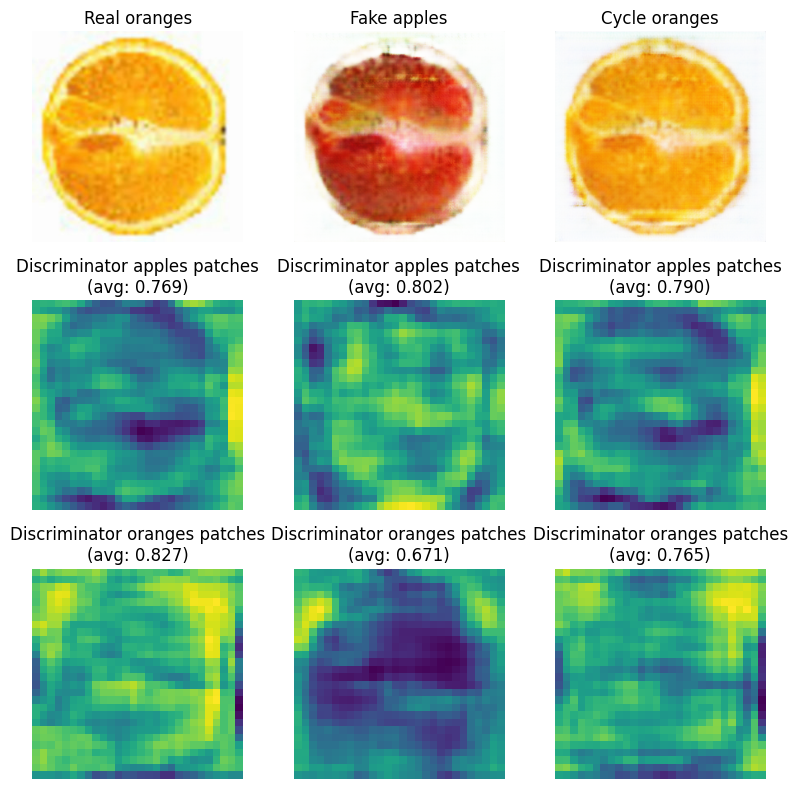 Real oranges
Fake apples
Cycle oranges
Discriminator apples patches
(avg: 0.769)
Discriminator apples patches
(avg: 0.802)
Discriminator apples patches
(avg: 0.790)
Discriminator oranges patches
(avg: 0.827)
Discriminator oranges patches
(avg: 0.671)
Discriminator oranges patches
(avg: 0.765)